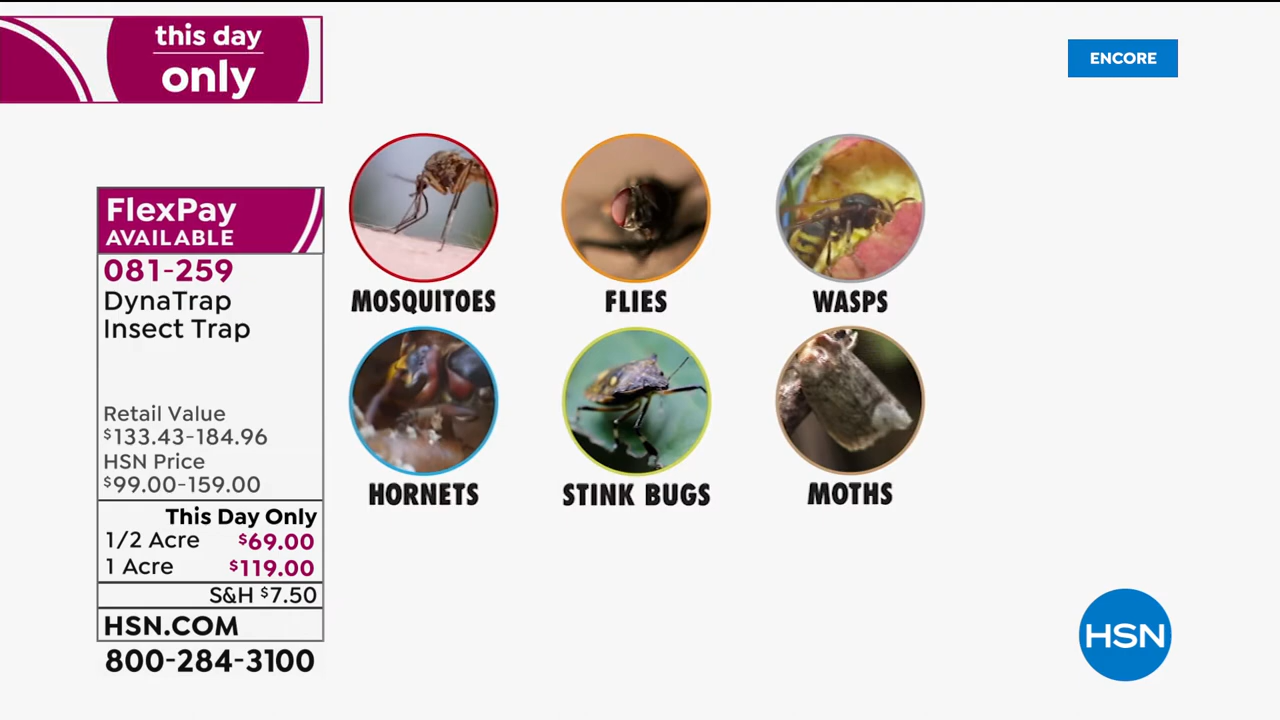 this day
only
ENCORE
FlexPay
AVAILABLE
081-259
DynaTrap
Insect Trap
Retail Value
$133.43-184.96
HSN Price
$99.00-159.00
This Day Only
1/2 Acre $69.00
1 Acre $119.00
S&H $7.50
HSN.COM
800-284-3100
MOSQUITOES
FLIES
WASPS
HORNETS
STINK BUGS
MOTHS
HSN